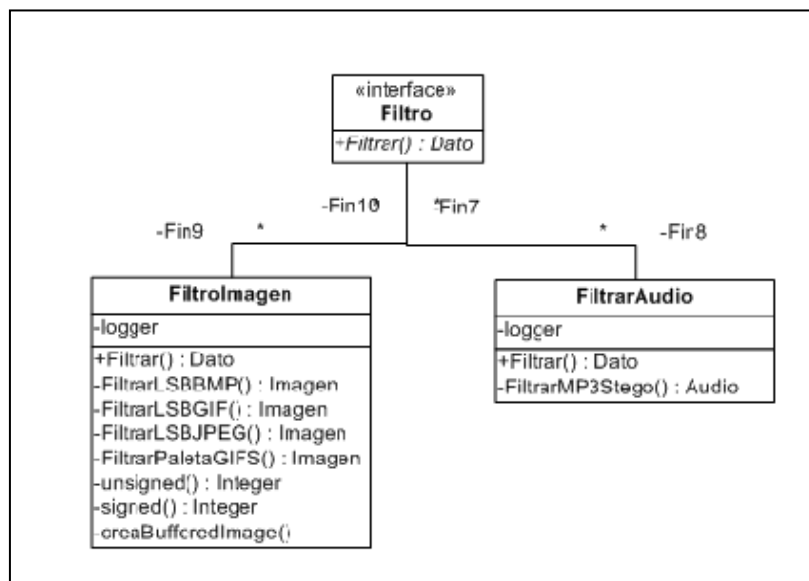 «interface»
Filtro
+Filtrar() : Dato
-Fin10 *
*Fin7
-Fin9 *
* -Fin8
FiltroImagen
-logger
+Filtrar() : Dato
-FiltrarLSBBMP() : Imagen
-FiltrarLSBGIF() : Imagen
-FiltrarLSBJPEG() : Imagen
-FiltrarPaletaGIFS() : Imagen
-unsigned() : Integer
-signed() : Integer
-creaBufferedImage()
FiltrarAudio
-logger
+Filtrar() : Dato
-FiltrarMP3Stego() : Audio